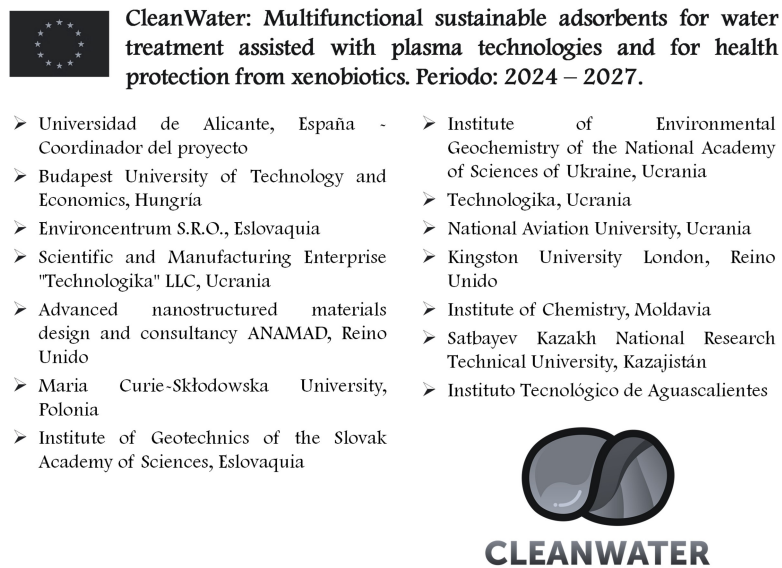 CleanWater: Multifunctional sustainable adsorbents for water
treatment assisted with plasma technologies and for health
protection from xenobiotics. Periodo: 2024 – 2027.
➢ Universidad de Alicante, España -
Coordinador del proyecto
➢ Budapest University of Technology and
Economics, Hungría
➢ Environcentrum S.R.O., Eslovaquia
➢ Scientific and Manufacturing Enterprise
"Technologika" LLC, Ucrania
➢ Advanced nanostructured materials
design and consultancy ANAMAD, Reino
Unido
➢ Maria Curie-Skłodowska University,
Polonia
➢ Institute of Geotechnics of the Slovak
Academy of Sciences, Eslovaquia
➢ Institute of Environmental
Geochemistry of the National Academy
of Sciences of Ukraine, Ucrania
➢ Technologika, Ucrania
➢ National Aviation University, Ucrania
➢ Kingston University London, Reino
Unido
➢ Institute of Chemistry, Moldavia
➢ Satbayev Kazakh National Research
Technical University, Kazajistán
➢ Instituto Tecnológico de Aguascalientes
CLEANWATER